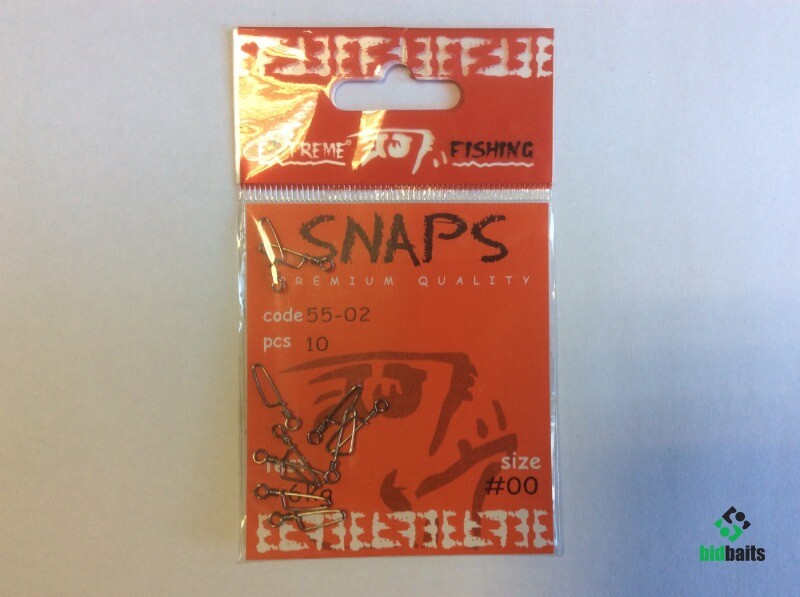 EXTREME® FISHING
SNAPS
PREMIUM QUALITY
code 55-02
pcs 10
size
#00
bidbaits